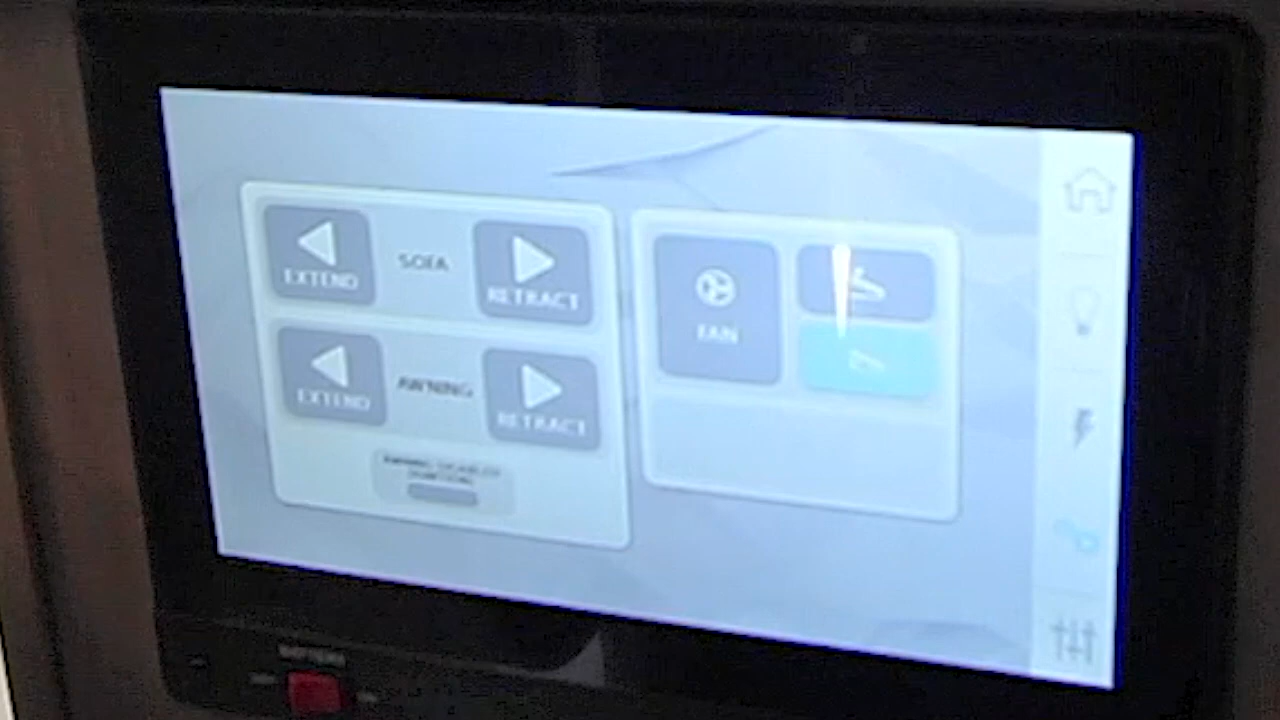 EXTEND
SOFA
RETRACT
EXTEND
AWNING
RETRACT
FAN